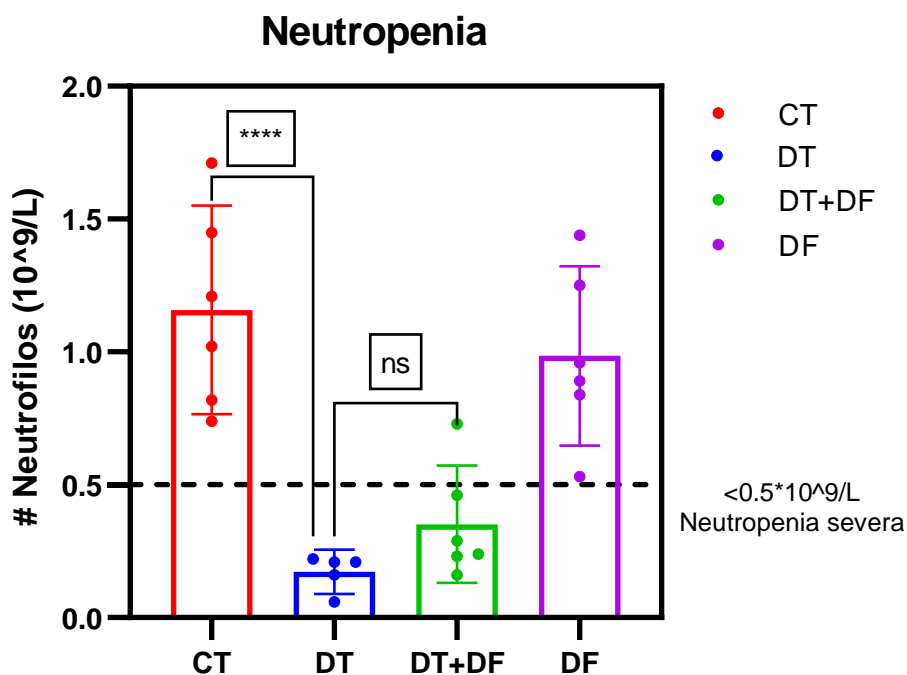 Neutropenia
# Neutrofilos (10^9/L)
2.0
1.5
1.0
0.5
0.0
****
ns
CT
DT
DT+DF
DF
CT
DT
DT+DF
DF
<0.5*10^9/L
Neutropenia severa